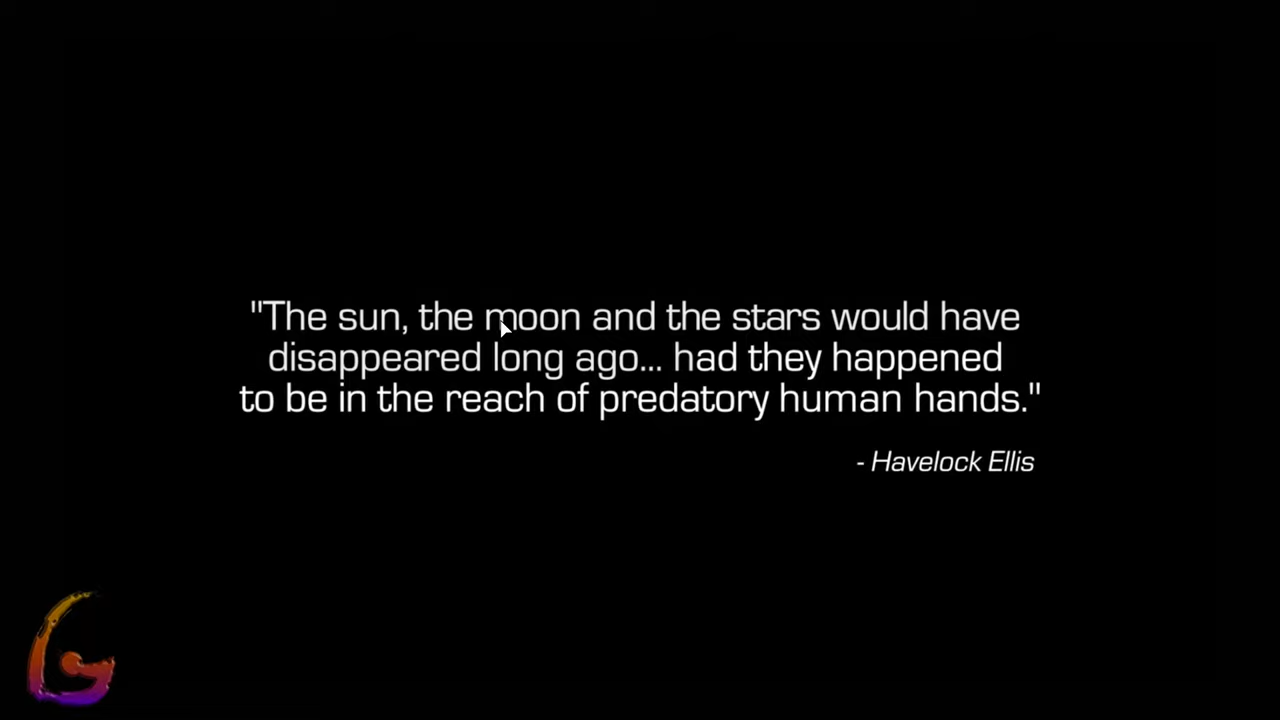 "The sun, the moon and the stars would have
disappeared long ago... had they happened
to be in the reach of predatory human hands."
- Havelock Ellis